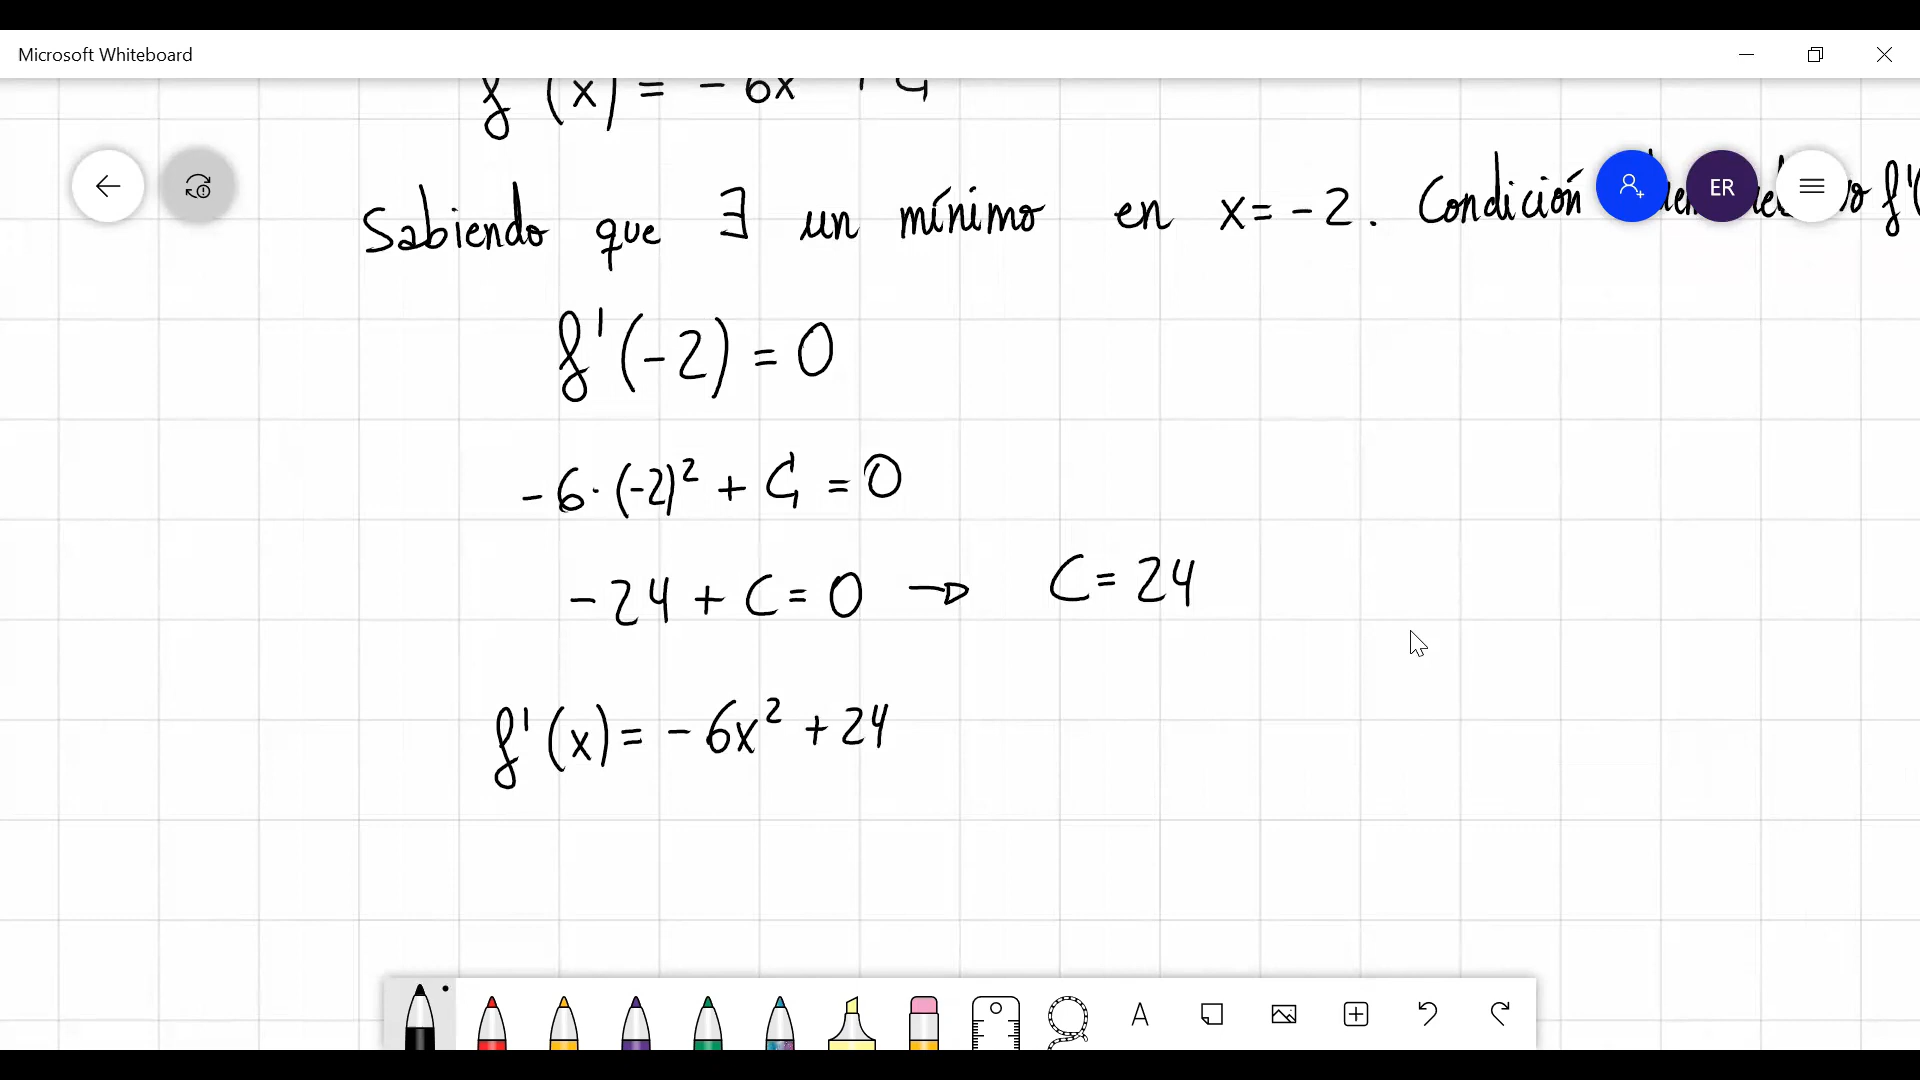 Microsoft Whiteboard
f (x) = - 6x + C
Sabiendo que ∃ un mínimo en x = -2. Condición f'(
ER
f'(-2) = 0
-6·(-2)² + C = 0
-24 + C = 0 → C = 24
f'(x) = -6x² + 24
A